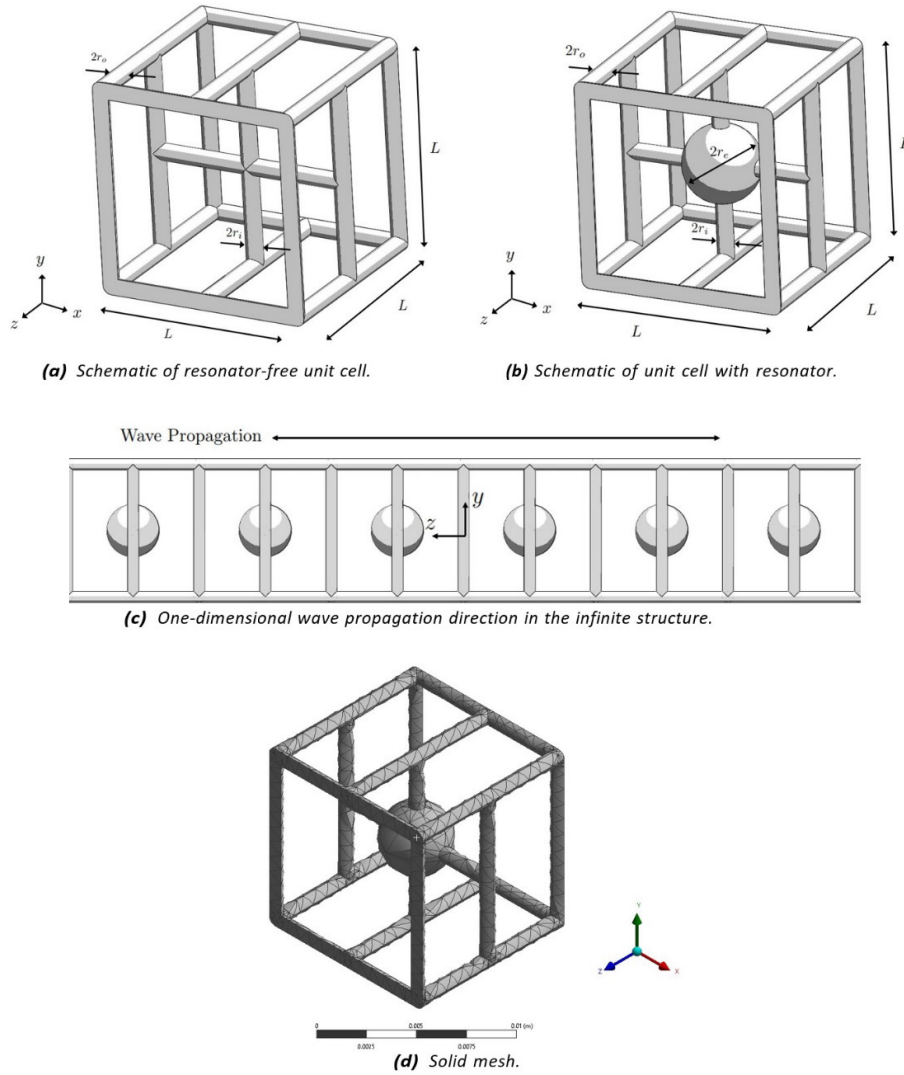 2r_o
L
2r_i
y
z
x
L
L
(a) Schematic of resonator-free unit cell.
2r_o
2r_e
L
2r_i
y
z
x
L
L
(b) Schematic of unit cell with resonator.
Wave Propagation
z
y
(c) One-dimensional wave propagation direction in the infinite structure.
Y
Z
X
0 0.005 0.01 (m)
0.0025 0.0075
(d) Solid mesh.